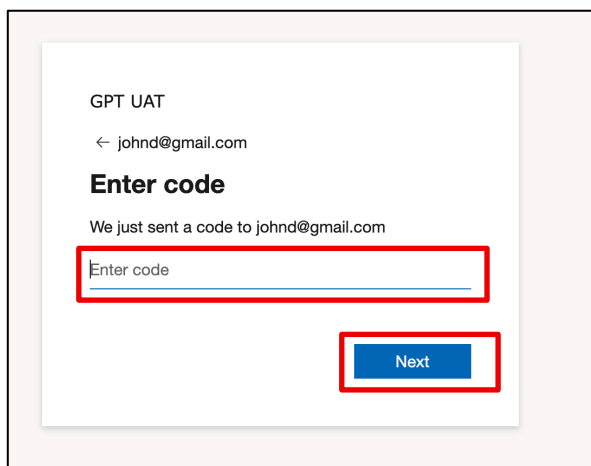 GPT UAT
← johnd@gmail.com
Enter code
We just sent a code to johnd@gmail.com
Enter code
Next